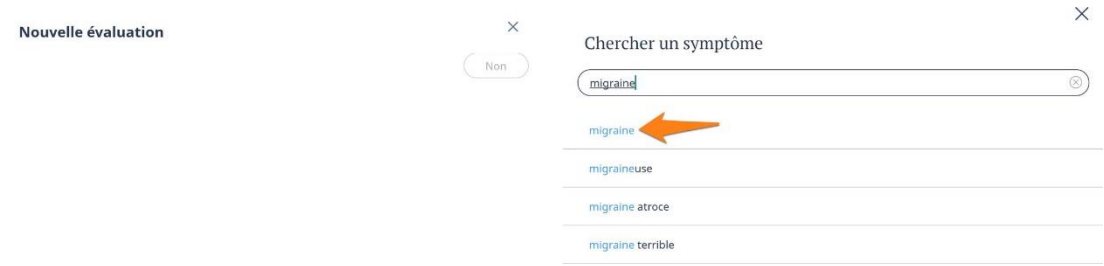 Nouvelle évaluation
Non
Chercher un symptôme
migraine
migraine
migraineuse
migraine atroce
migraine terrible